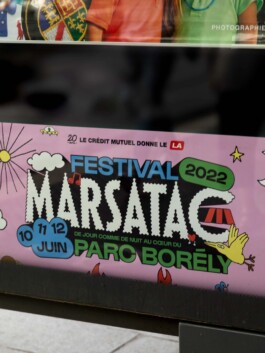 PHOTOGRAPHIE
LE CRÉDIT MUTUEL DONNE LE LA
FESTIVAL 2022
MARSATAC
10 11 12
JUIN
DE JOUR COMME DE NUIT AU CŒUR DU
PARC BORÉLY